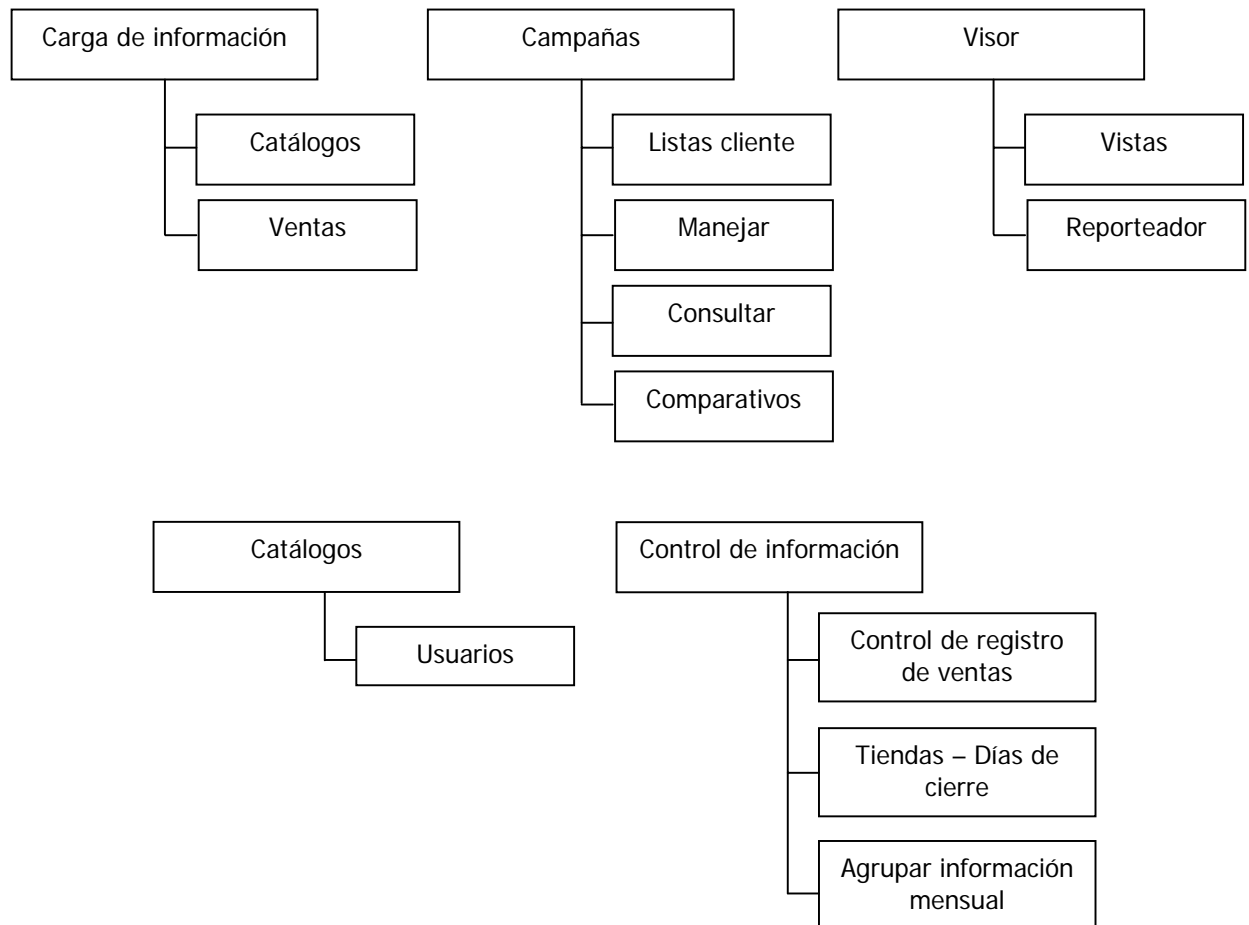 Carga de información
Campañas
Visor
Catálogos
Listas cliente
Vistas
Ventas
Manejar
Reporteador
Consultar
Comparativos
Catálogos
Control de información
Usuarios
Control de registro
de ventas
Tiendas – Días de
cierre
Agrupar información
mensual